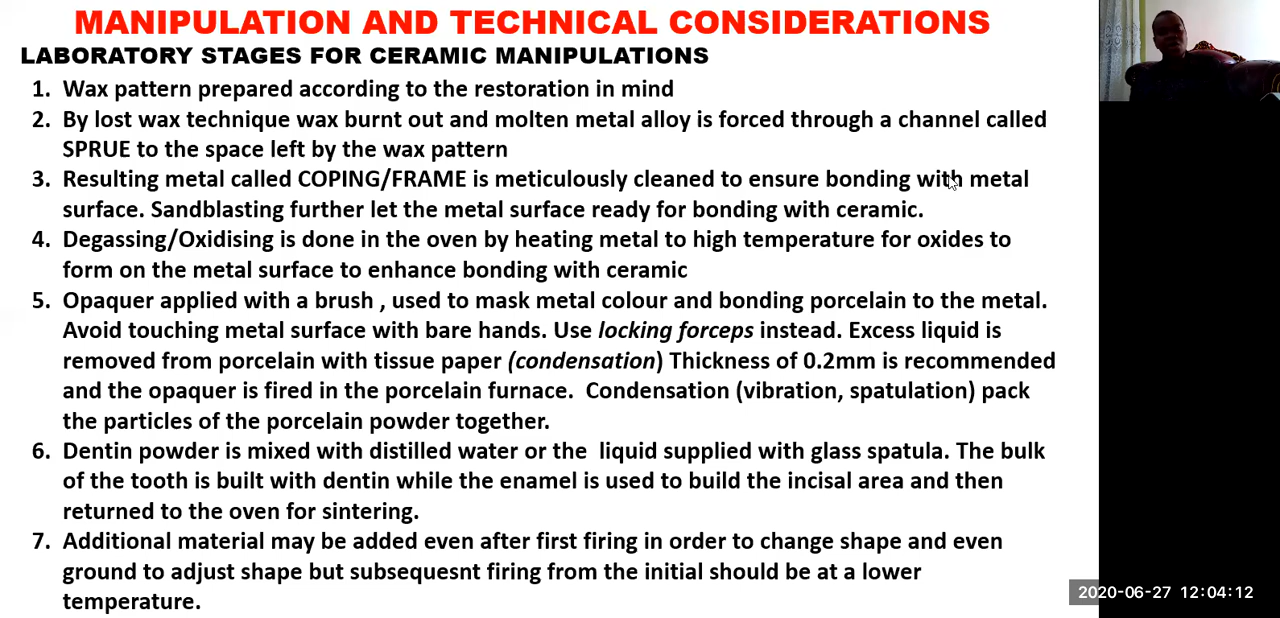 MANIPULATION AND TECHNICAL CONSIDERATIONS
LABORATORY STAGES FOR CERAMIC MANIPULATIONS
1. Wax pattern prepared according to the restoration in mind
2. By lost wax technique wax burnt out and molten metal alloy is forced through a channel called
SPRUE to the space left by the wax pattern
3. Resulting metal called COPING/FRAME is meticulously cleaned to ensure bonding with metal
surface. Sandblasting further let the metal surface ready for bonding with ceramic.
4. Degassing/Oxidising is done in the oven by heating metal to high temperature for oxides to
form on the metal surface to enhance bonding with ceramic
5. Opaquer applied with a brush , used to mask metal colour and bonding porcelain to the metal.
Avoid touching metal surface with bare hands. Use locking forceps instead. Excess liquid is
removed from porcelain with tissue paper (condensation) Thickness of 0.2mm is recommended
and the opaquer is fired in the porcelain furnace.  Condensation (vibration, spatulation) pack
the particles of the porcelain powder together.
6. Dentin powder is mixed with distilled water or the  liquid supplied with glass spatula. The bulk
of the tooth is built with dentin while the enamel is used to build the incisal area and then
returned to the oven for sintering.
7. Additional material may be added even after first firing in order to change shape and even
ground to adjust shape but subsequesnt firing from the initial should be at a lower
temperature.
2020-06-27 12:04:12